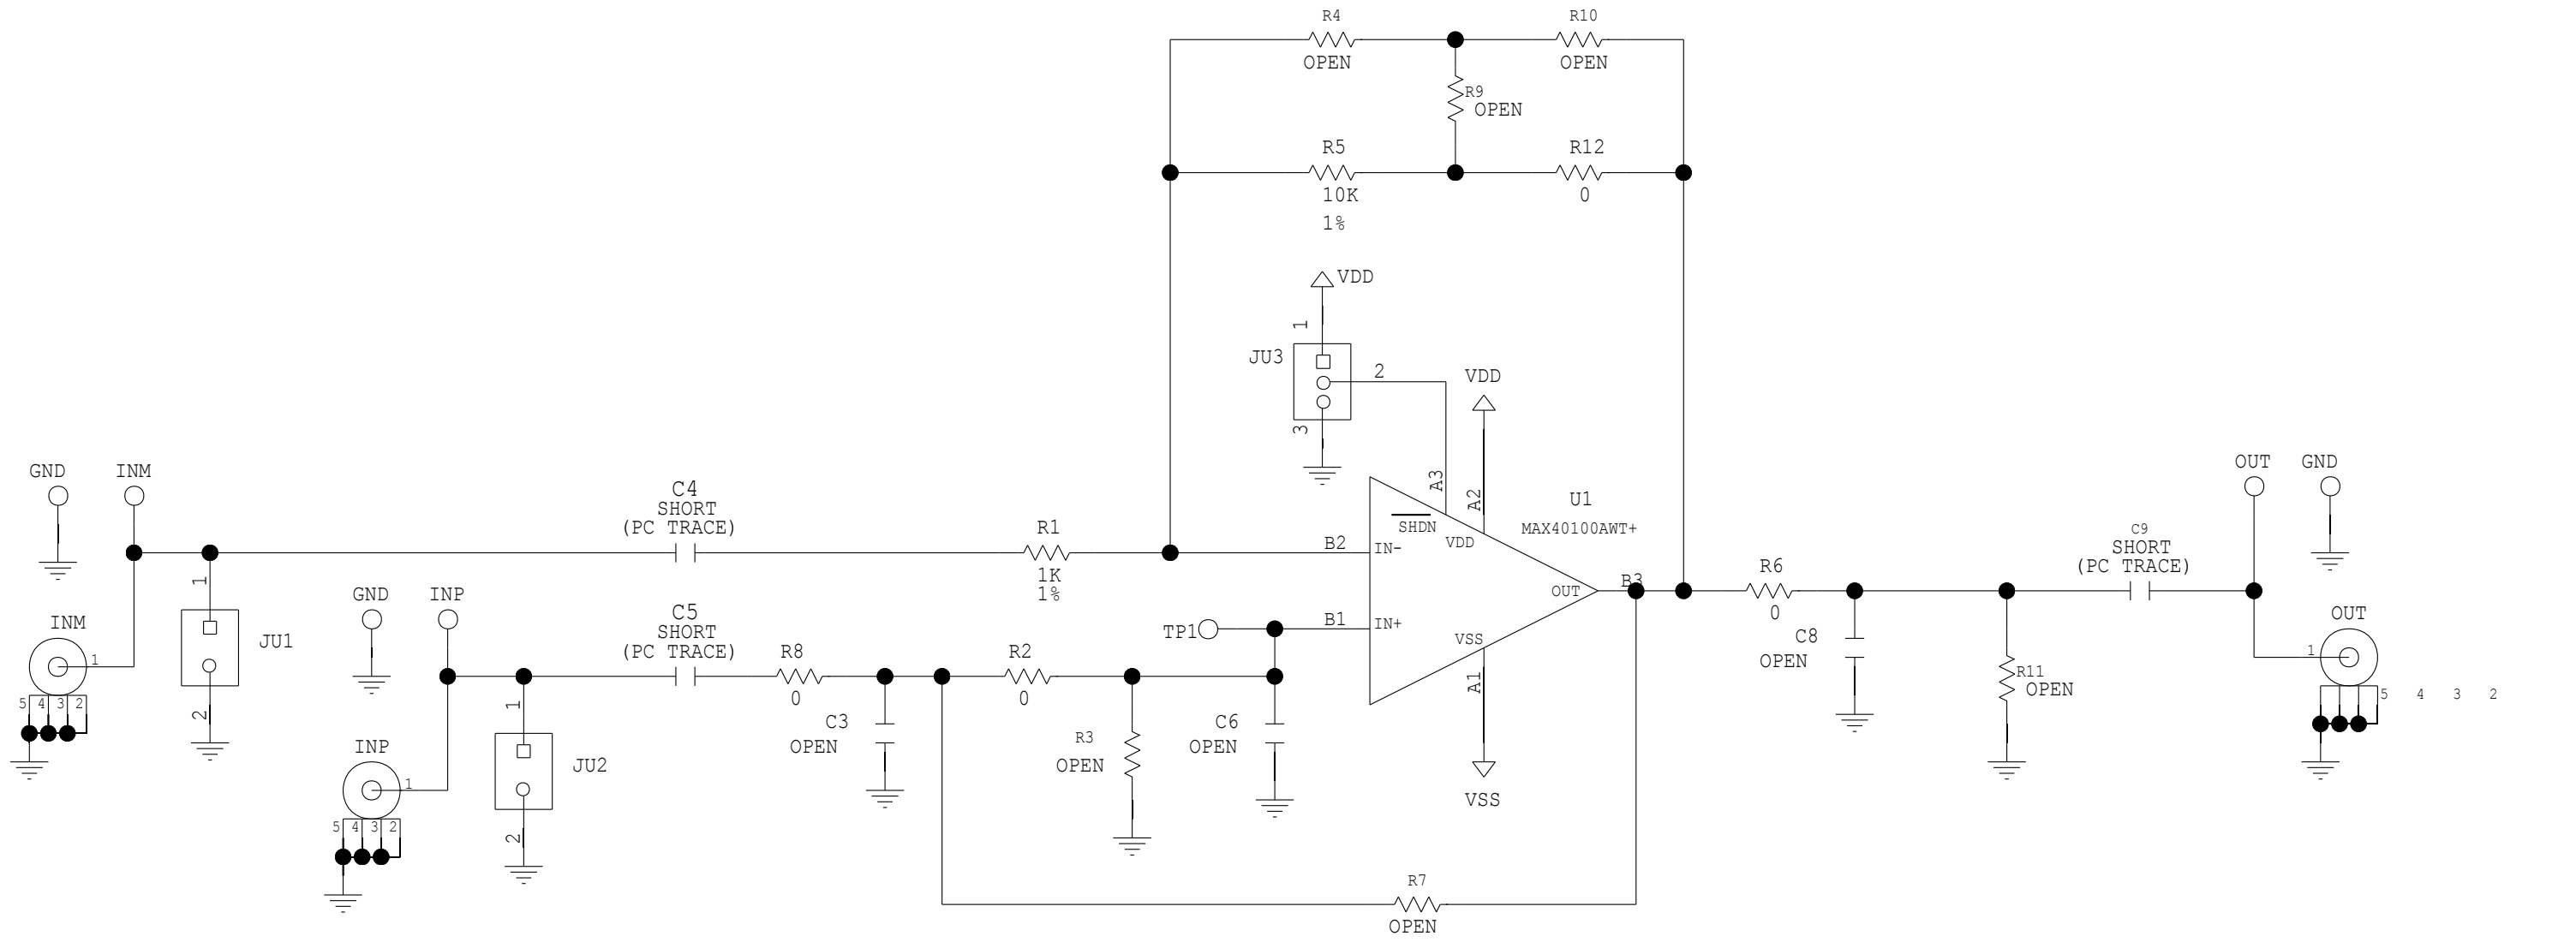 R4
R10
OPEN
OPEN
R9
OPEN
R5
R12
10K
0
1%
VDD
1
JU3
2
VDD
3
A3
A2
U1
SHDN
MAX40100AWT+
VDD
B2
IN-
OUT
B3
TP1
B1
IN+
VSS
A1
VSS
GND
INM
C4
SHORT
(PC TRACE)
R1
1K
1%
1
INM
1
JU1
5 4 3 2
2
GND
INP
C5
SHORT
(PC TRACE)
R8
0
R2
0
1
C3
OPEN
R3
OPEN
C6
OPEN
INP
1
JU2
5 4 3 2
2
R7
OPEN
R6
0
C8
OPEN
R11
OPEN
C9
SHORT
(PC TRACE)
OUT
GND
OUT
1
5 4 3 2